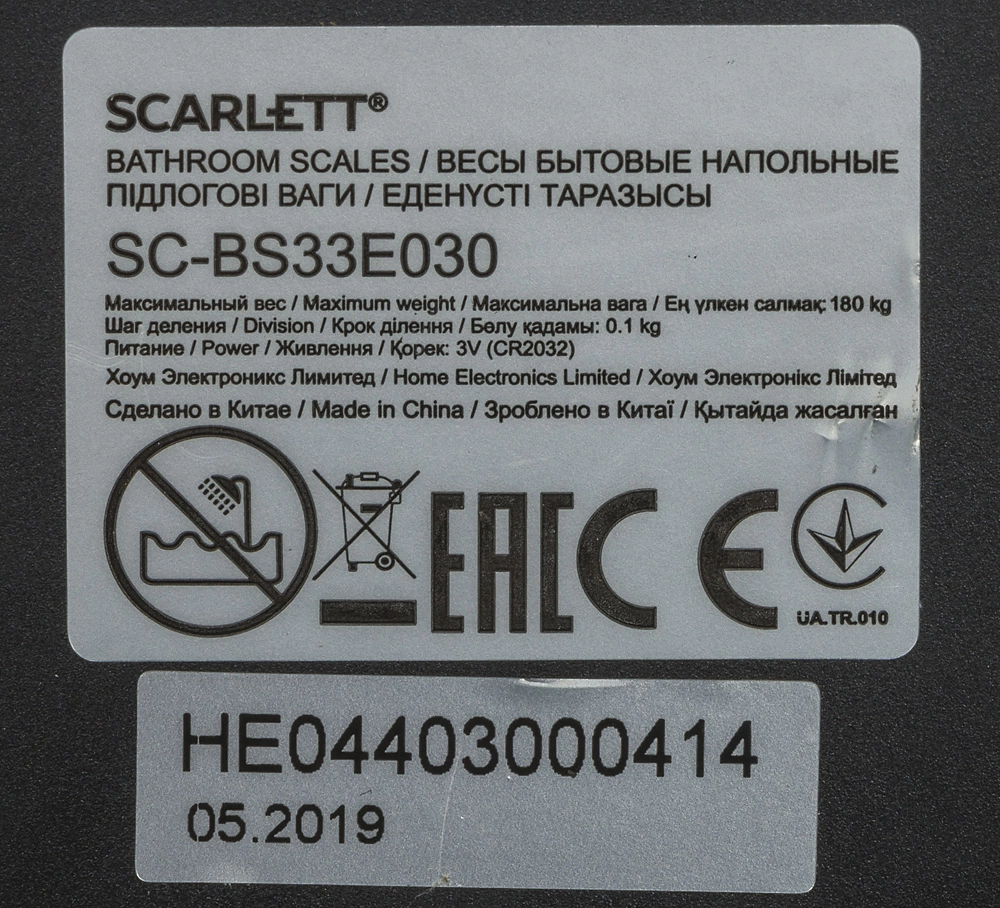 SCARLETT®
BATHROOM SCALES / ВЕСЫ БЫТОВЫЕ НАПОЛЬНЫЕ
ПІДЛОГОВІ ВАГИ / ЕДЕНҮСТІ ТАРАЗЫСЫ
SC-BS33E030
Максимальный вес / Maximum weight / Максимальна вага / Ең үлкен салмақ: 180 kg
Шаг деления / Division / Крок ділення / Бөлу қадамы: 0.1 kg
Питание / Power / Живлення / Қорек: 3V (CR2032)
Хоум Электроникс Лимитед / Home Electronics Limited / Хоум Электронікс Лімітед
Сделано в Китае / Made in China / Зроблено в Китаї / Қытайда жасалған
EAC CE
UA.TR.010
HE04403000414
05.2019